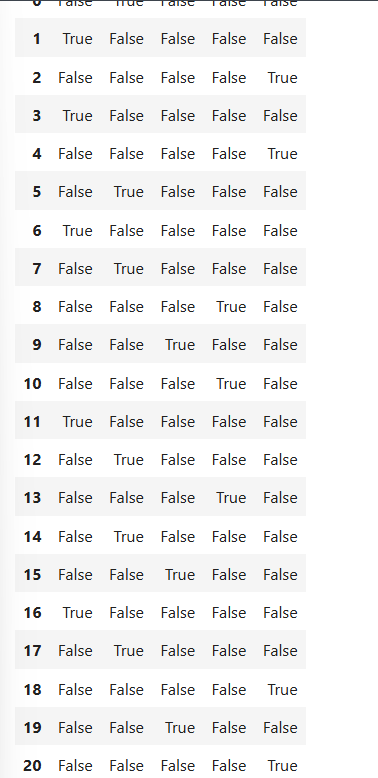 0 False True False False False
1 True False False False False
2 False False False False True
3 True False False False False
4 False False False False True
5 False True False False False
6 True False False False False
7 False True False False False
8 False False False True False
9 False False True False False
10 False False False True False
11 True False False False False
12 False True False False False
13 False False False True False
14 False True False False False
15 False False True False False
16 True False False False False
17 False True False False False
18 False False False False True
19 False False True False False
20 False False False False True